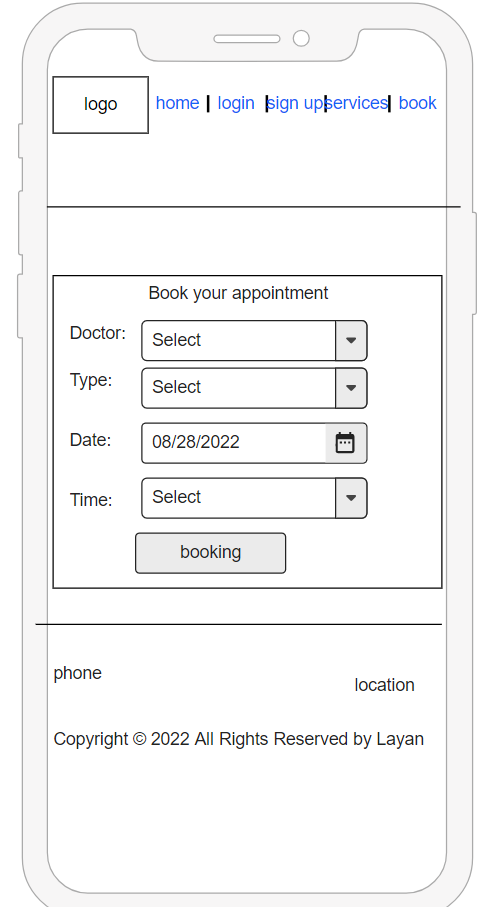 logo
home | login | sign up|services| book
Book your appointment
Doctor: Select
Type: Select
Date: 08/28/2022
Time: Select
booking
phone
location
Copyright © 2022 All Rights Reserved by Layan